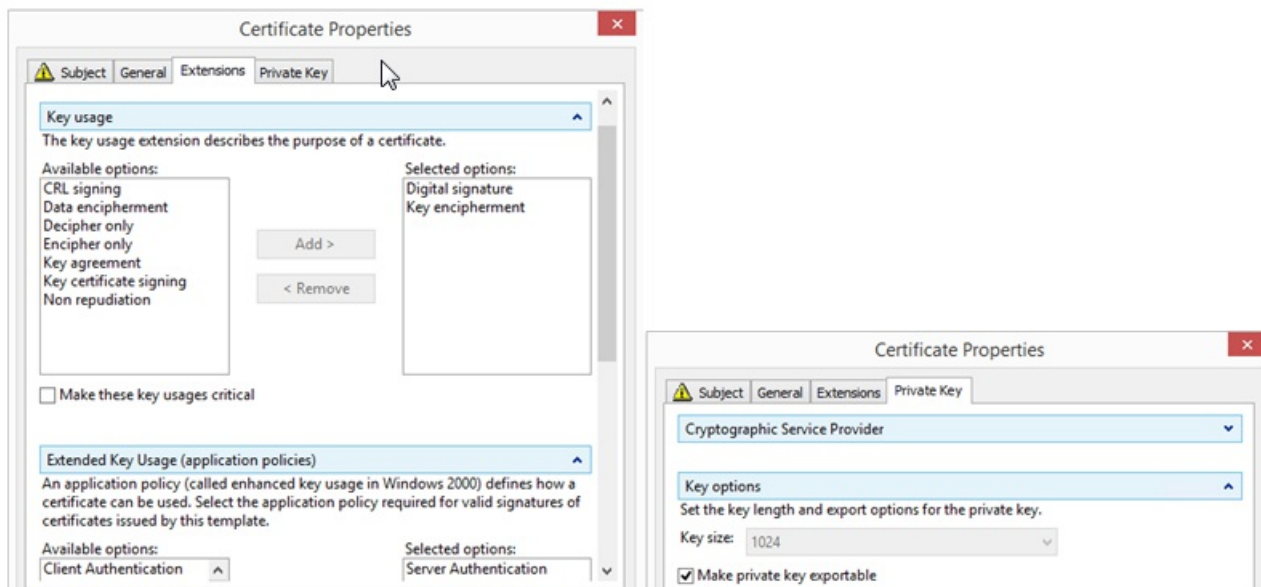 Certificate Properties
Subject General Extensions Private Key
Key usage
The key usage extension describes the purpose of a certificate.
Available options:
CRL signing
Data encipherment
Decipher only
Encipher only
Key agreement
Key certificate signing
Non repudiation
Add >
< Remove
Selected options:
Digital signature
Key encipherment
Make these key usages critical
Extended Key Usage (application policies)
An application policy (called enhanced key usage in Windows 2000) defines how a
certificate can be used. Select the application policy required for valid signatures of
certificates issued by this template.
Available options:
Client Authentication
Selected options:
Server Authentication
Certificate Properties
Subject General Extensions Private Key
Cryptographic Service Provider
Key options
Set the key length and export options for the private key.
Key size: 1024
Make private key exportable